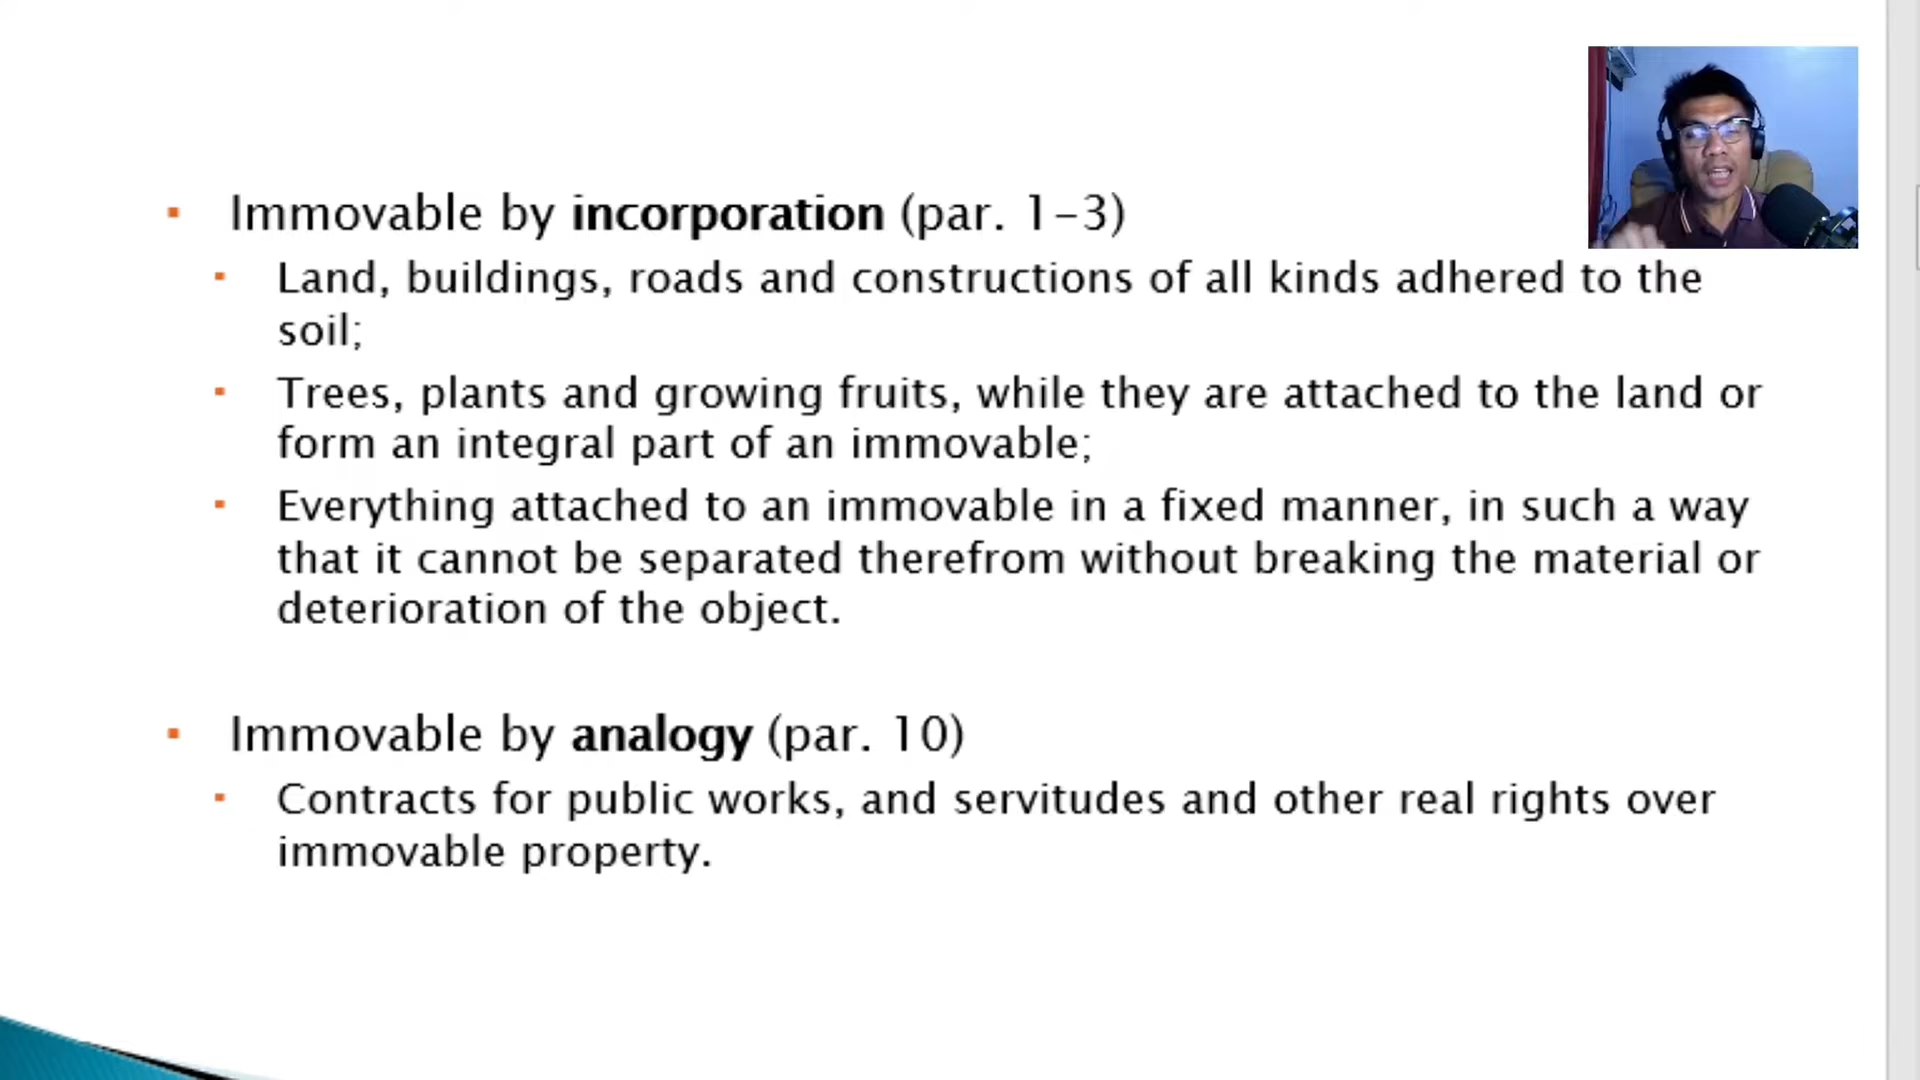 Immovable by incorporation (par. 1-3)
Land, buildings, roads and constructions of all kinds adhered to the
soil;
Trees, plants and growing fruits, while they are attached to the land or
form an integral part of an immovable;
Everything attached to an immovable in a fixed manner, in such a way
that it cannot be separated therefrom without breaking the material or
deterioration of the object.
Immovable by analogy (par. 10)
Contracts for public works, and servitudes and other real rights over
immovable property.